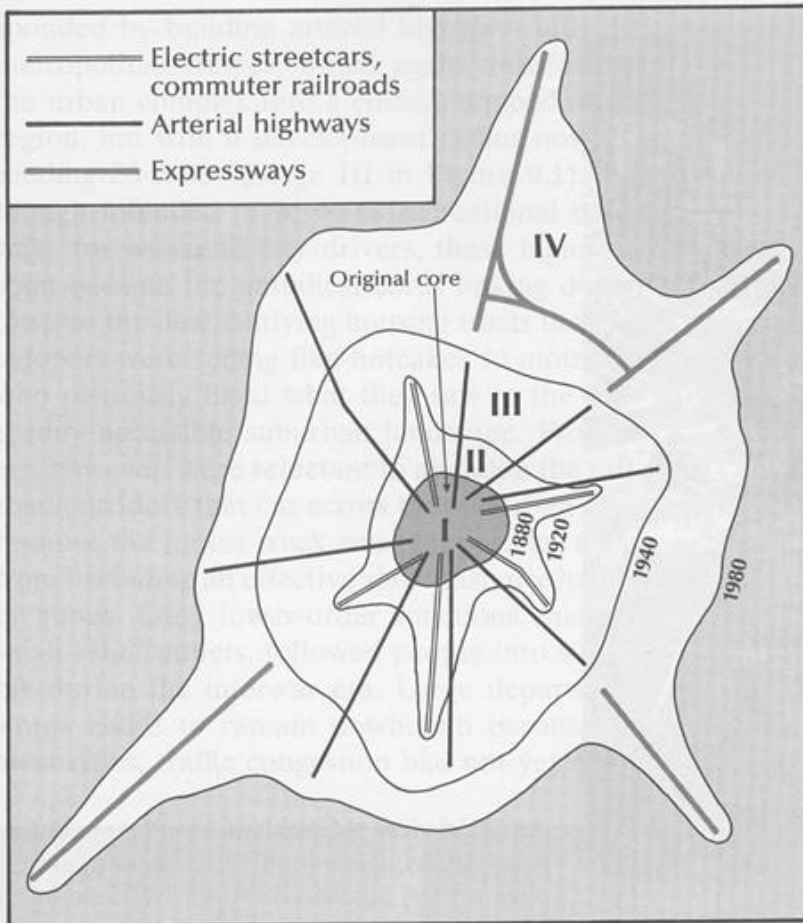 Electric streetcars,
commuter railroads
Arterial highways
Expressways
IV
Original core
III
II
I
1880
1920
1940
1980